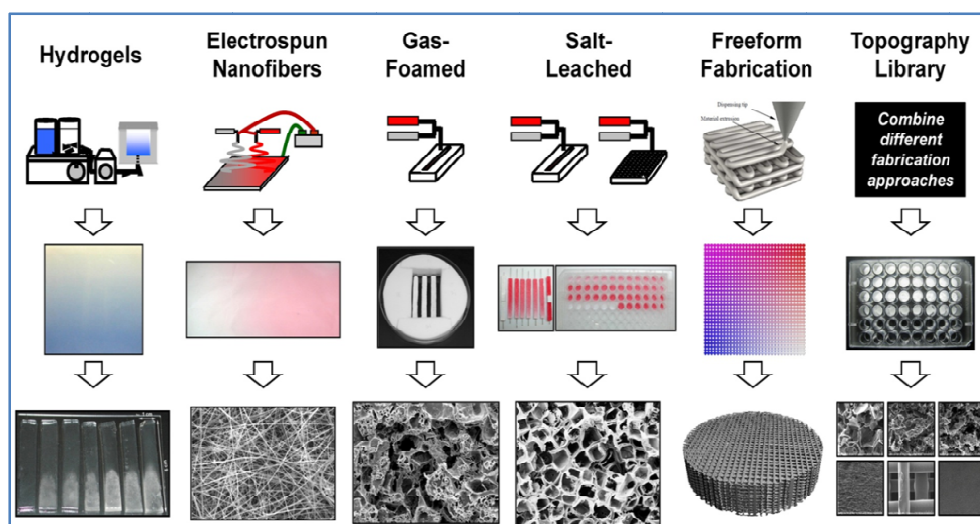 Hydrogels
Electrospun
Nanofibers
Gas-
Foamed
Salt-
Leached
Freeform
Fabrication
Topography
Library
Dispensing tip
Material extrusion
Combine
different
fabrication
approaches